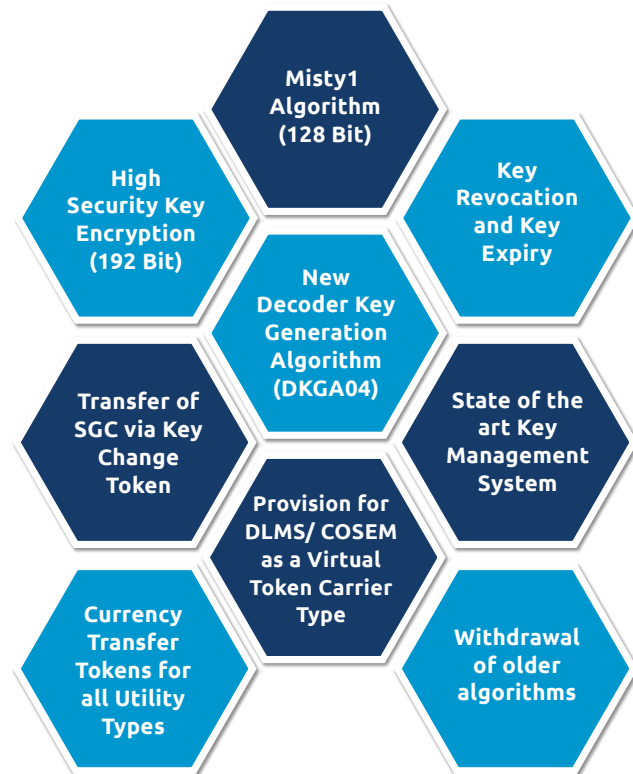 Misty1
Algorithm
(128 Bit)
High
Security Key
Encryption
(192 Bit)
Key
Revocation
and Key
Expiry
New
Decoder Key
Generation
Algorithm
(DKGA04)
Transfer of
SGC via Key
Change
Token
State of the
art Key
Management
System
Provision for
DLMS/ COSEM
as a Virtual
Token Carrier
Type
Currency
Transfer
Tokens for
all Utility
Types
Withdrawal
of older
algorithms